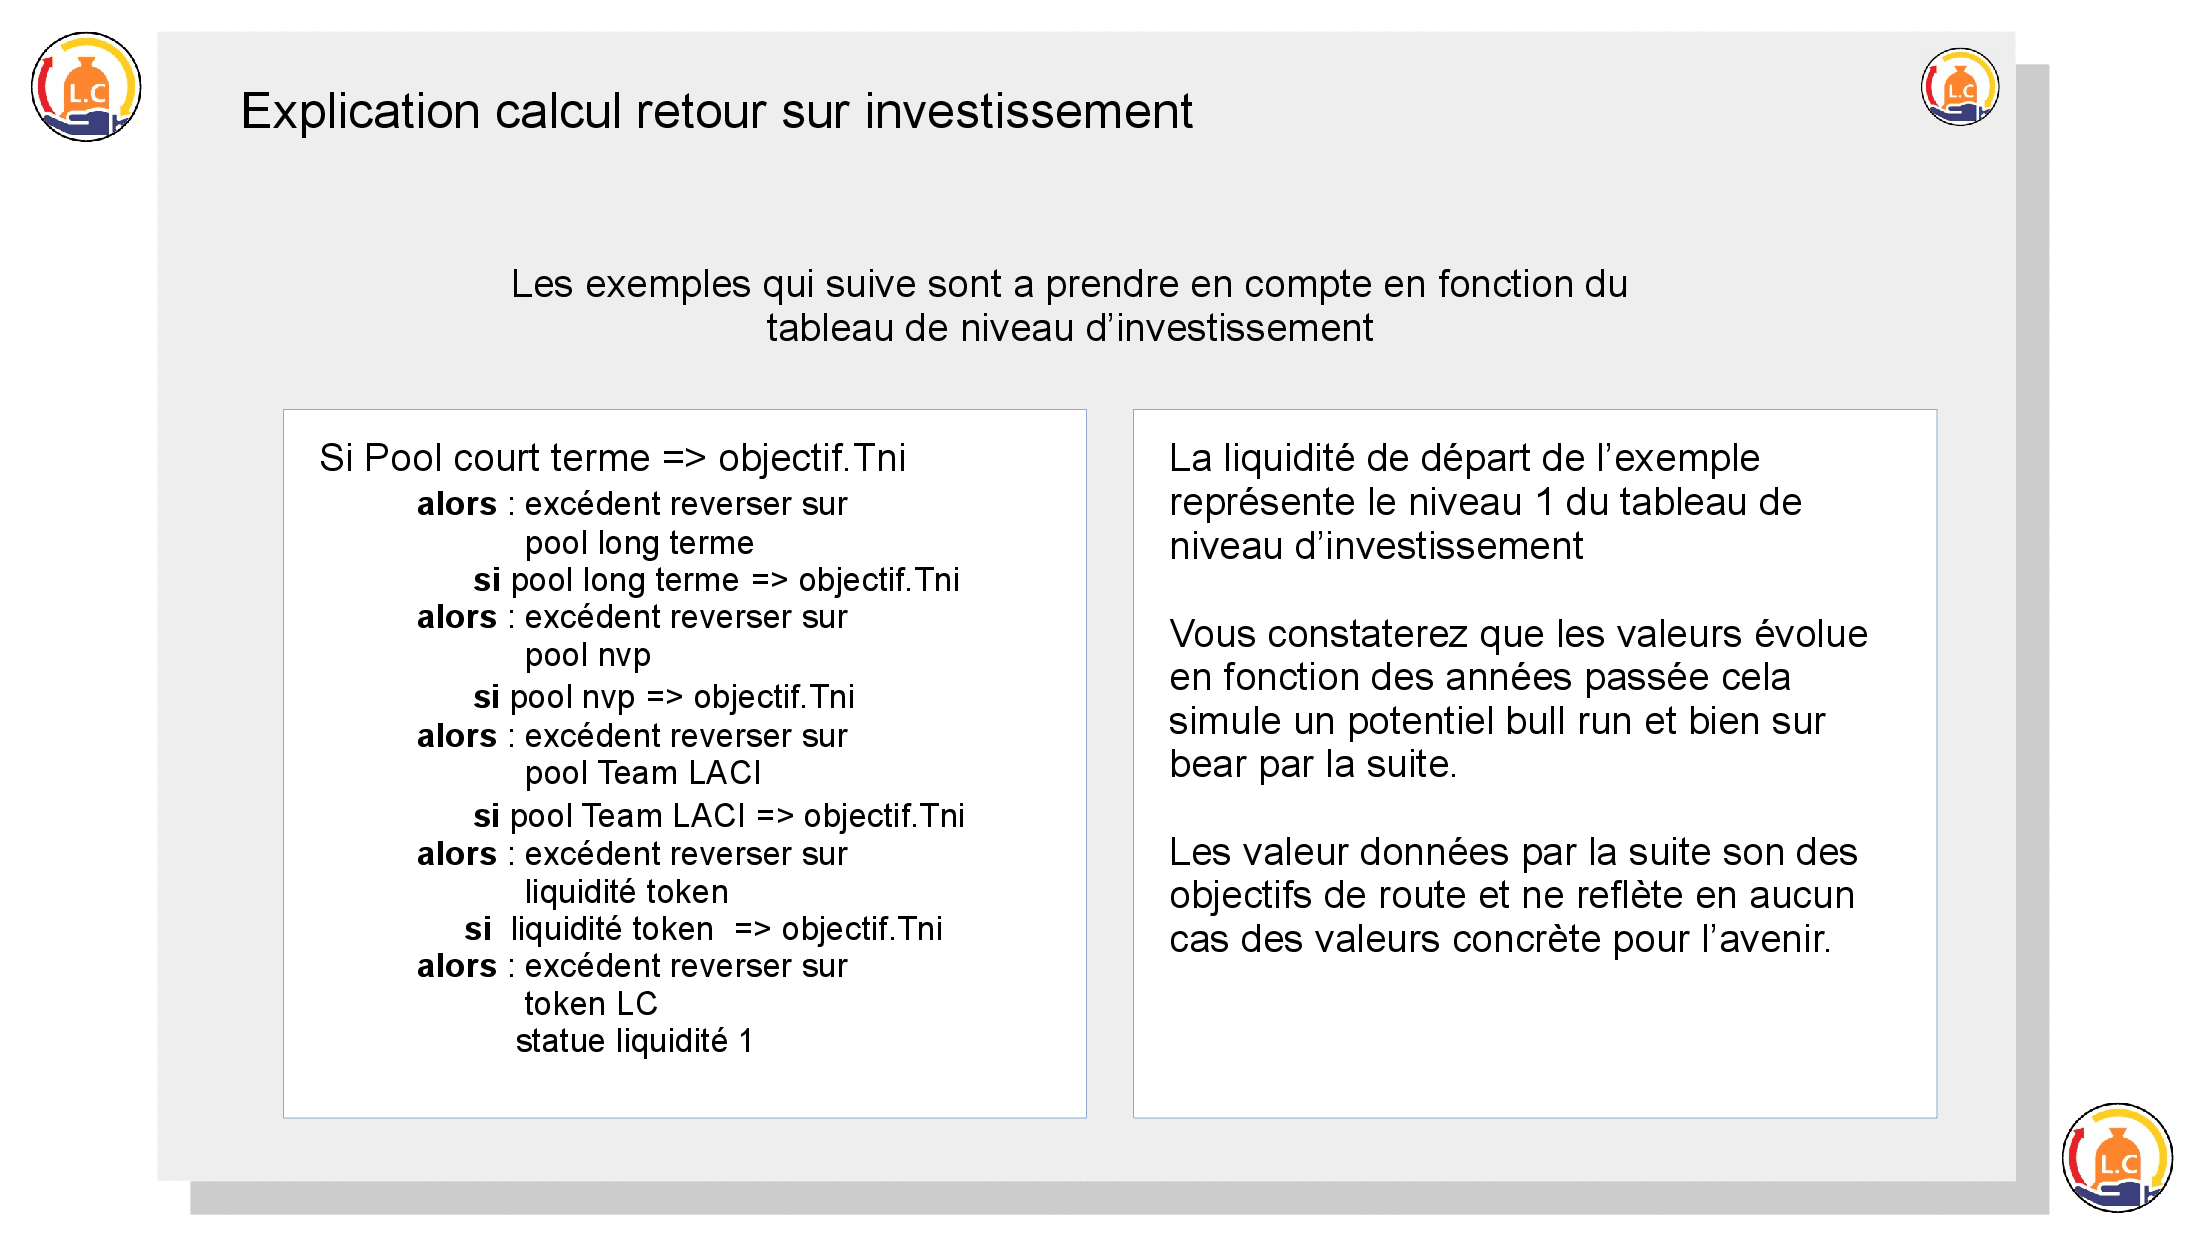 L.C
L.C
Explication calcul retour sur investissement
Les exemples qui suive sont a prendre en compte en fonction du
tableau de niveau d’investissement
Si Pool court terme => objectif.Tni
alors : excédent reverser sur
pool long terme
si pool long terme => objectif.Tni
alors : excédent reverser sur
pool nvp
si pool nvp => objectif.Tni
alors : excédent reverser sur
pool Team LACI
si pool Team LACI => objectif.Tni
alors : excédent reverser sur
liquidité token
si liquidité token => objectif.Tni
alors : excédent reverser sur
token LC
statue liquidité 1
La liquidité de départ de l’exemple
représente le niveau 1 du tableau de
niveau d’investissement
Vous constaterez que les valeurs évolue
en fonction des années passée cela
simule un potentiel bull run et bien sur
bear par la suite.
Les valeur données par la suite son des
objectifs de route et ne reflète en aucun
cas des valeurs concrète pour l’avenir.
L.C